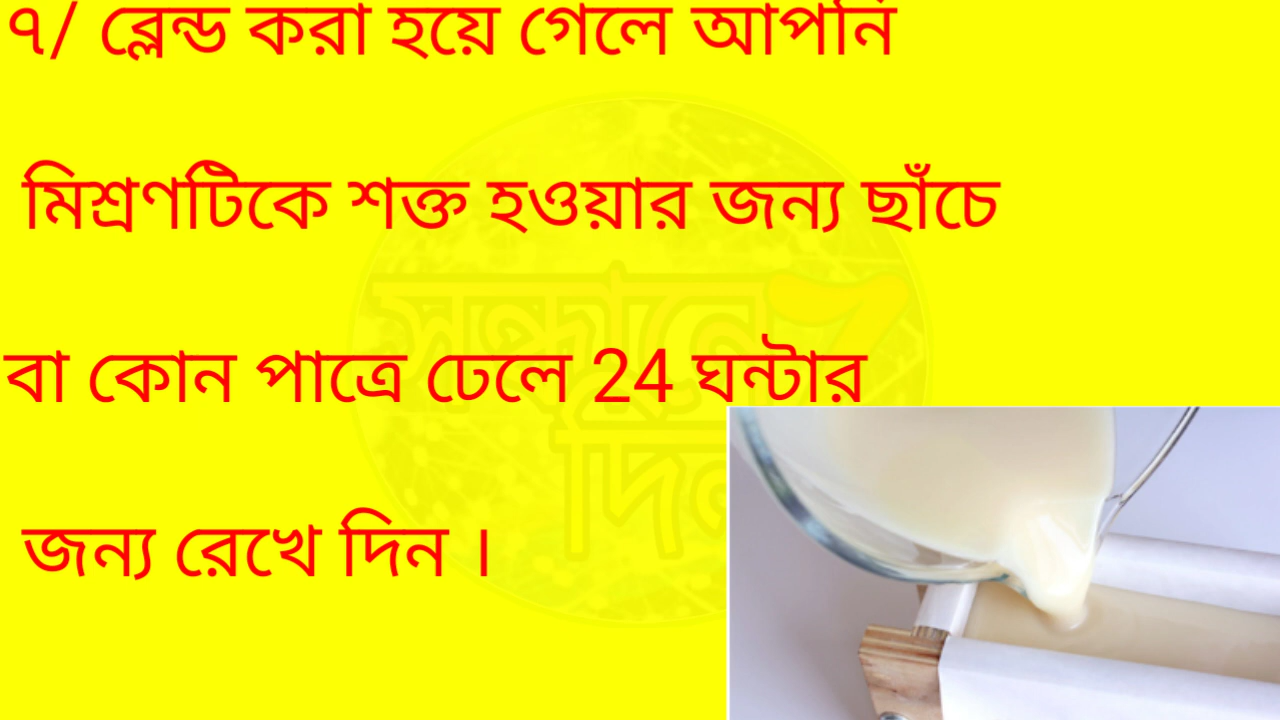 ৭/ ব্লেন্ড করা হয়ে গেলে আপনি
মিশ্রণটিকে শক্ত হওয়ার জন্য ছাঁচে
বা কোন পাত্রে ঢেলে 24 ঘন্টার
জন্য রেখে দিন ।